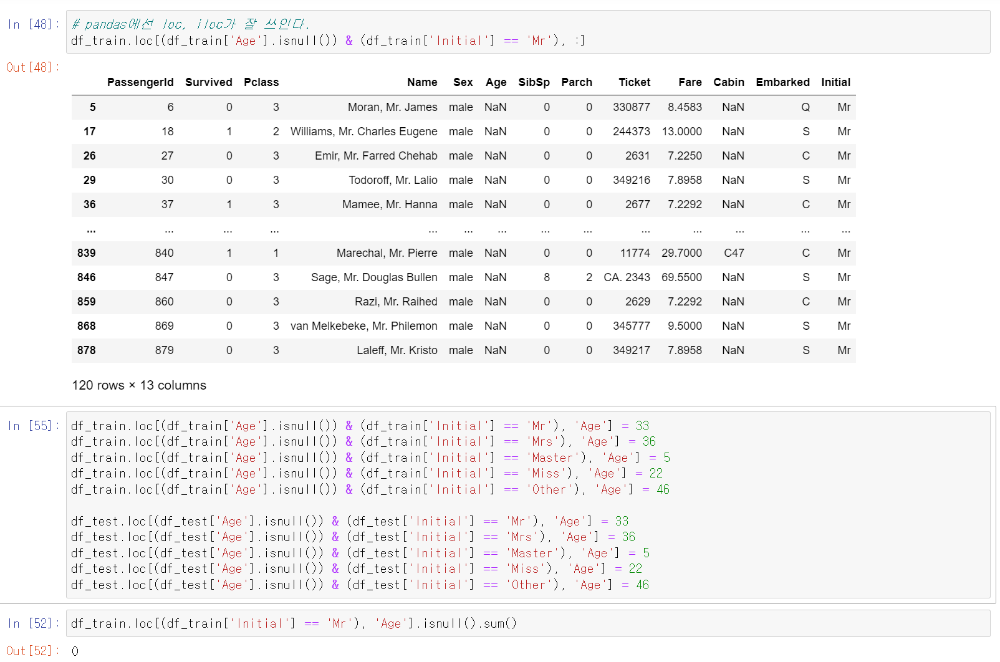 In [48]:
# pandas에선 loc, iloc가 잘 쓰인다.
df_train.loc[(df_train['Age'].isnull()) & (df_train['Initial'] == 'Mr'), :]
Out[48]:
PassengerId Survived Pclass Name Sex Age SibSp Parch Ticket Fare Cabin Embarked Initial
5 6 0 3 Moran, Mr. James male NaN 0 0 330877 8.4583 NaN Q Mr
17 18 1 2 Williams, Mr. Charles Eugene male NaN 0 0 244373 13.0000 NaN S Mr
26 27 0 3 Emir, Mr. Farred Chehab male NaN 0 0 2631 7.2250 NaN C Mr
29 30 0 3 Todoroff, Mr. Lalio male NaN 0 0 349216 7.8958 NaN S Mr
36 37 1 3 Mamee, Mr. Hanna male NaN 0 0 2677 7.2292 NaN C Mr
... ... ... ... ... ... ... ... ... ... ... ... ... ...
839 840 1 1 Marechal, Mr. Pierre male NaN 0 0 11774 29.7000 C47 C Mr
846 847 0 3 Sage, Mr. Douglas Bullen male NaN 8 2 CA. 2343 69.5500 NaN S Mr
859 860 0 3 Razi, Mr. Raihed male NaN 0 0 2629 7.2292 NaN C Mr
868 869 0 3 van Melkebeke, Mr. Philemon male NaN 0 0 345777 9.5000 NaN S Mr
878 879 0 3 Laleff, Mr. Kristo male NaN 0 0 349217 7.8958 NaN S Mr
120 rows × 13 columns
In [55]:
df_train.loc[(df_train['Age'].isnull()) & (df_train['Initial'] == 'Mr'), 'Age'] = 33
df_train.loc[(df_train['Age'].isnull()) & (df_train['Initial'] == 'Mrs'), 'Age'] = 36
df_train.loc[(df_train['Age'].isnull()) & (df_train['Initial'] == 'Master'), 'Age'] = 5
df_train.loc[(df_train['Age'].isnull()) & (df_train['Initial'] == 'Miss'), 'Age'] = 22
df_train.loc[(df_train['Age'].isnull()) & (df_train['Initial'] == 'Other'), 'Age'] = 46
df_test.loc[(df_test['Age'].isnull()) & (df_test['Initial'] == 'Mr'), 'Age'] = 33
df_test.loc[(df_test['Age'].isnull()) & (df_test['Initial'] == 'Mrs'), 'Age'] = 36
df_test.loc[(df_test['Age'].isnull()) & (df_test['Initial'] == 'Master'), 'Age'] = 5
df_test.loc[(df_test['Age'].isnull()) & (df_test['Initial'] == 'Miss'), 'Age'] = 22
df_test.loc[(df_test['Age'].isnull()) & (df_test['Initial'] == 'Other'), 'Age'] = 46
In [52]:
df_train.loc[(df_train['Initial'] == 'Mr'), 'Age'].isnull().sum()
Out[52]:
0